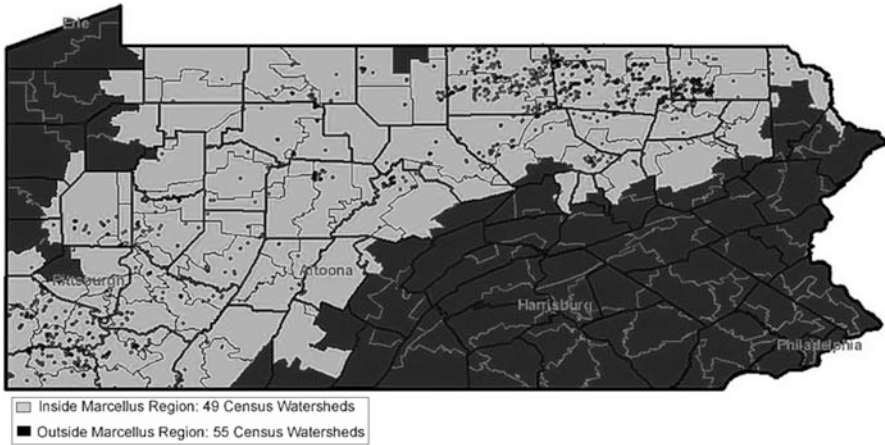 Erie
Pittsburgh
Altoona
Harrisburg
Philadelphia
Inside Marcellus Region: 49 Census Watersheds
Outside Marcellus Region: 55 Census Watersheds